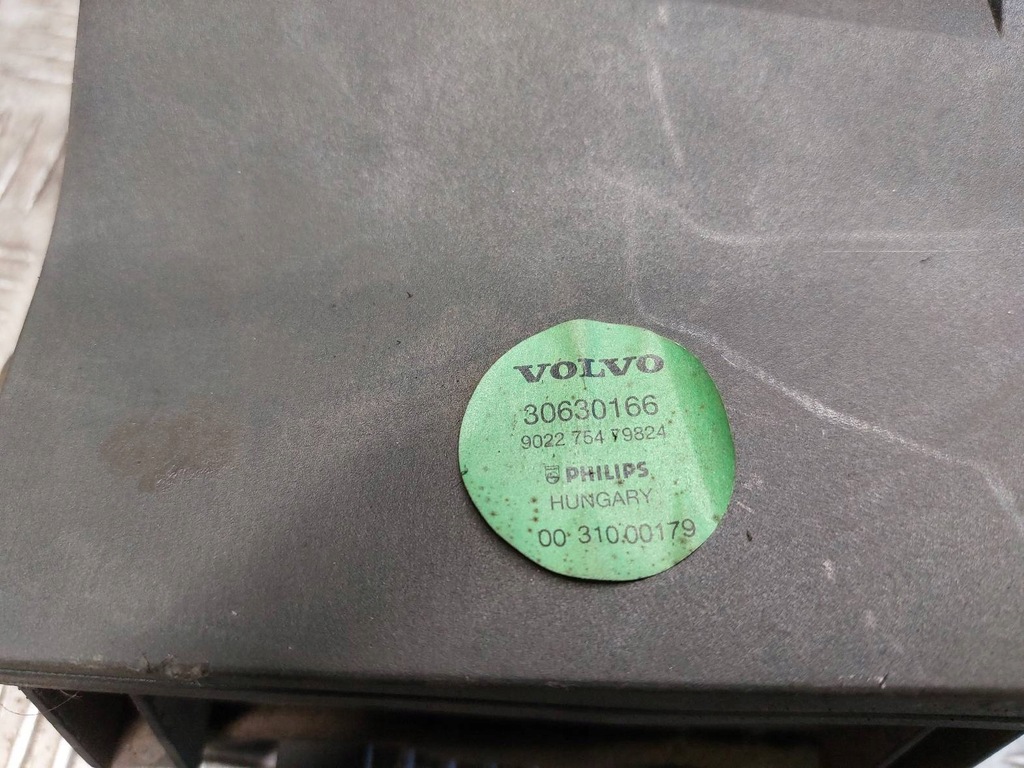 VOLVO
30630166
9022 754 79824
PHILIPS
HUNGARY
00 310.00179